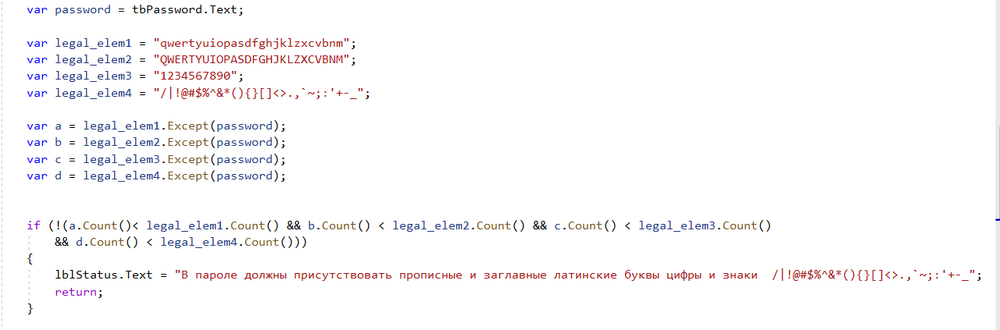 var password = tbPassword.Text;
var legal_elem1 = "qwertyuiopasdfghjklzxcvbnm";
var legal_elem2 = "QWERTYUIOPASDFGHJKLZXCVBNM";
var legal_elem3 = "1234567890";
var legal_elem4 = "/|!@#$%^&*(){}[]<>.,`~;:'+-_";
var a = legal_elem1.Except(password);
var b = legal_elem2.Except(password);
var c = legal_elem3.Except(password);
var d = legal_elem4.Except(password);
if (!(a.Count()< legal_elem1.Count() && b.Count() < legal_elem2.Count() && c.Count() < legal_elem3.Count()
&& d.Count() < legal_elem4.Count()))
{
lblStatus.Text = "В пароле должны присутствовать прописные и заглавные латинские буквы цифры и знаки  /|!@#$%^&*(){}[]<>.,`~;:'+-_";
return;
}